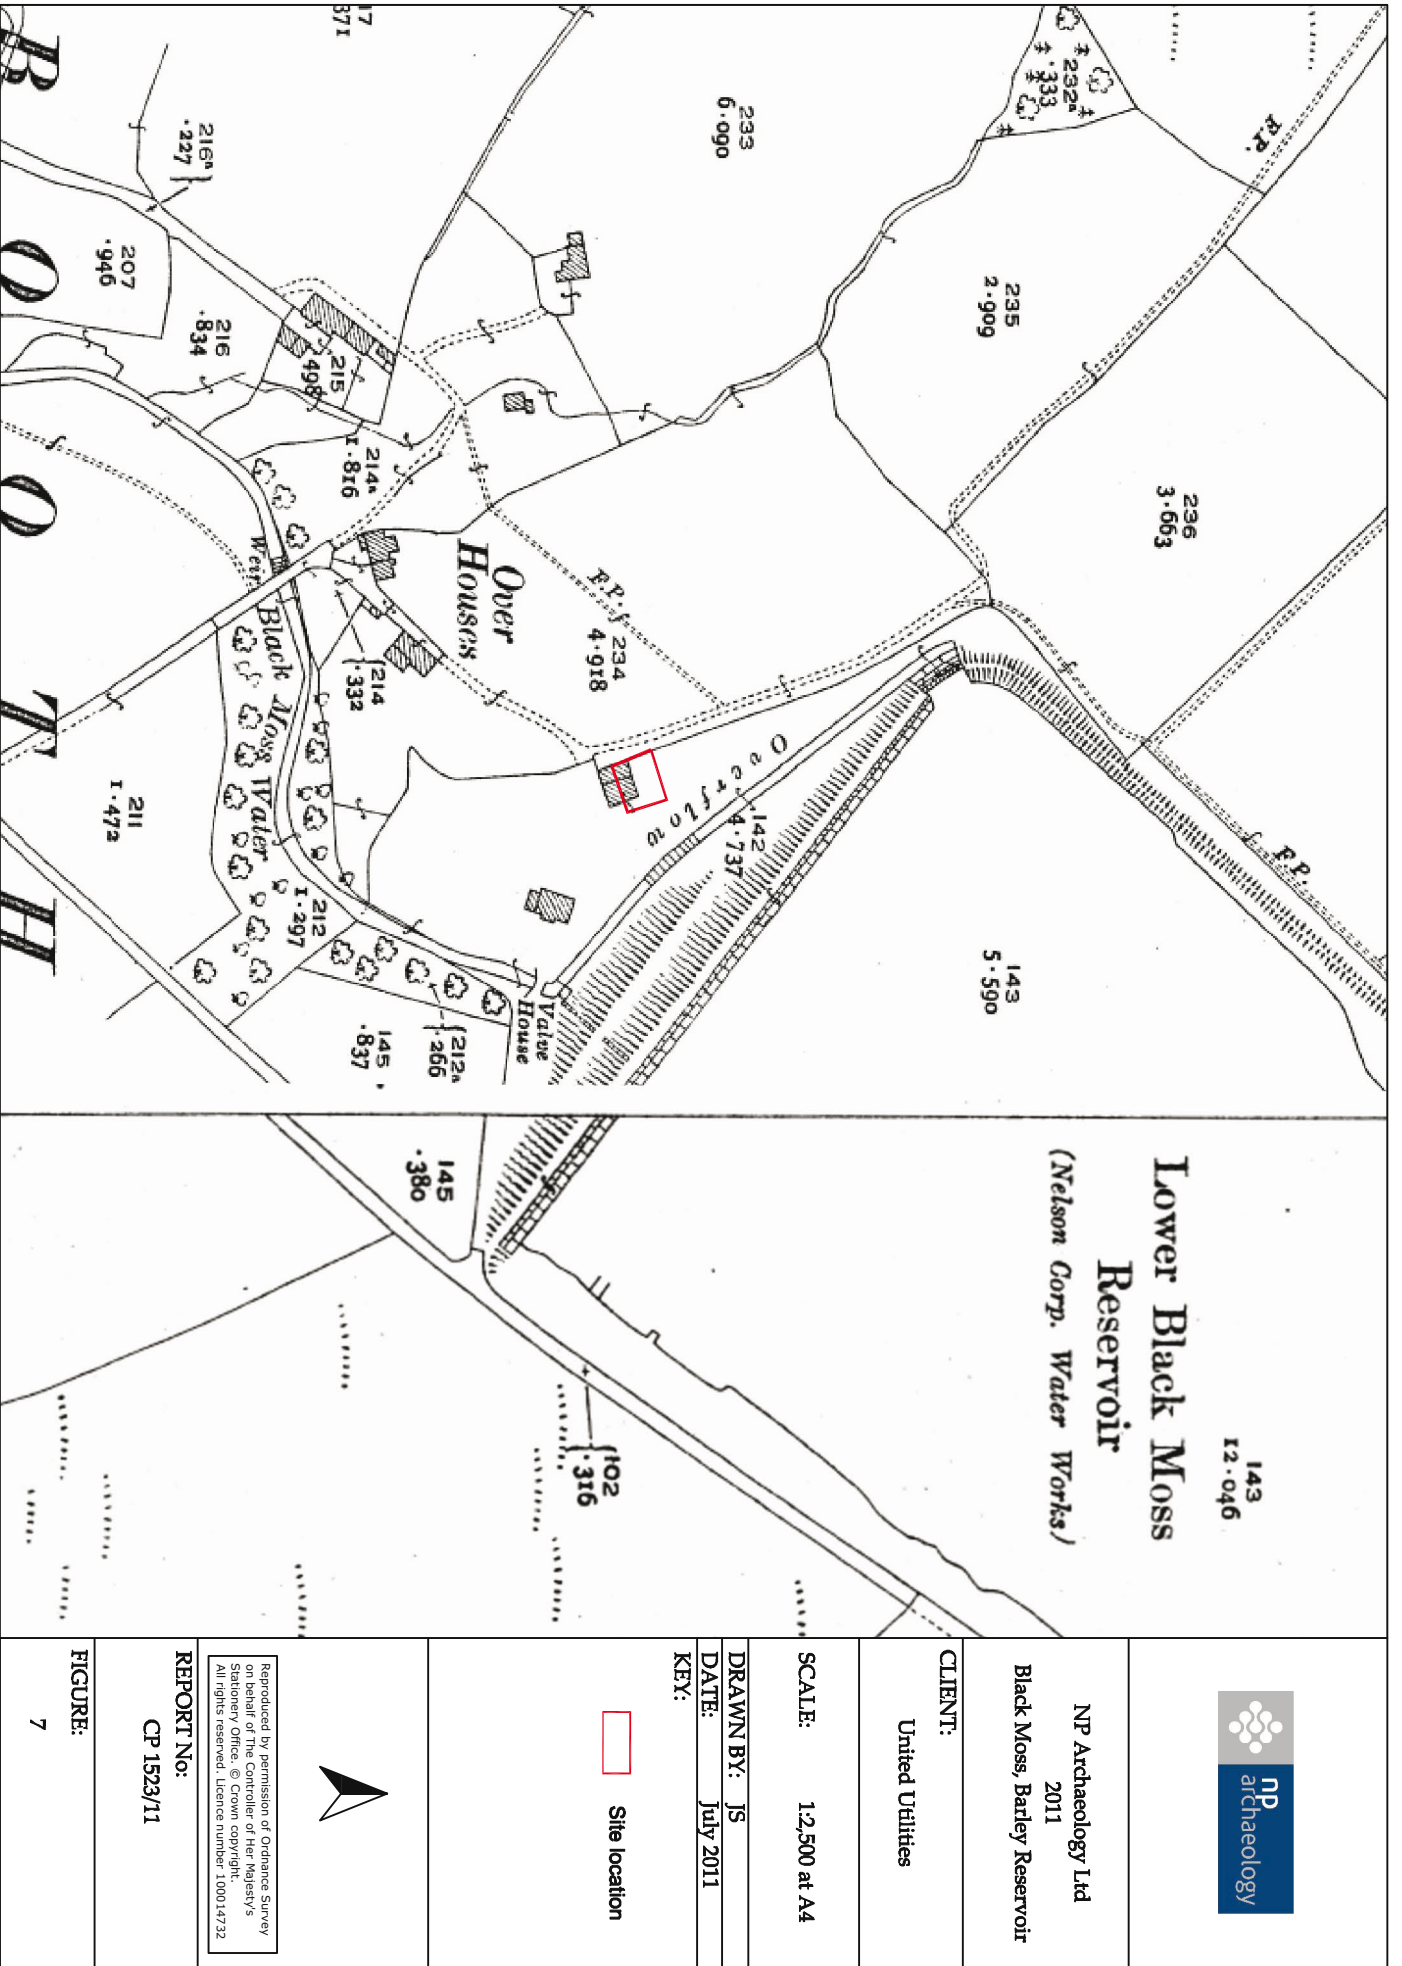 B O O T H
17
371
216ᴬ
·227
207
·946
216
·834
215
·498
214ᴬ
1·816
233
6·090
232ᴬ
·333
F.P.
235
2·909
236
3·663
Over
Houses
F.P.
234
4·918
Weir
Black Moss Water
214
·332
211
1·472
212
1·297
212ᴬ
·266
145
·837
Overflow
142
4·737
Valve
House
143
5·590
F.P.
145
·380
Lower Black Moss
Reservoir
(Nelson Corp. Water Works)
143
12·046
102
·316
np
archaeology
NP Archaeology Ltd
2011
Black Moss, Barley Reservoir
CLIENT:
United Utilities
SCALE: 1:2,500 at A4
DRAWN BY: JS
DATE: July 2011
KEY:
Site location
Reproduced by permission of Ordnance Survey
on behalf of The Controller of Her Majesty's
Stationery Office. © Crown copyright.
All rights reserved. Licence number 100014732
REPORT No:
CP 1523/11
FIGURE:
7